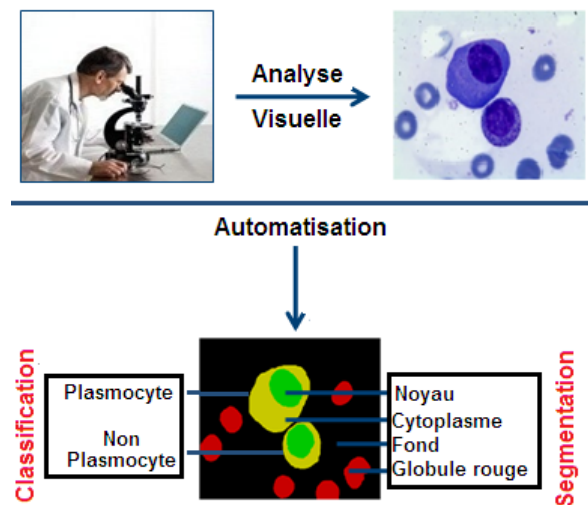 Analyse
Visuelle
Automatisation
Classification
Plasmocyte
Non
Plasmocyte
Noyau
Cytoplasme
Fond
Globule rouge
Segmentation